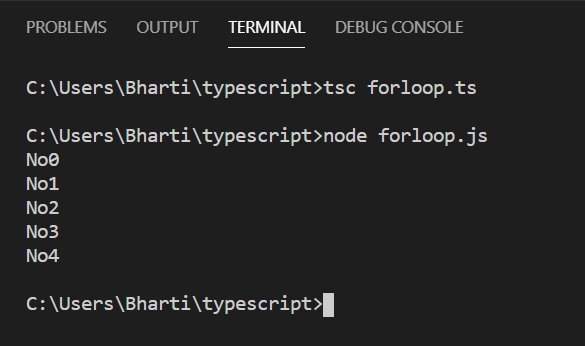 PROBLEMS OUTPUT TERMINAL DEBUG CONSOLE
C:\Users\Bharti\typescript>tsc forloop.ts
C:\Users\Bharti\typescript>node forloop.js
No0
No1
No2
No3
No4
C:\Users\Bharti\typescript>